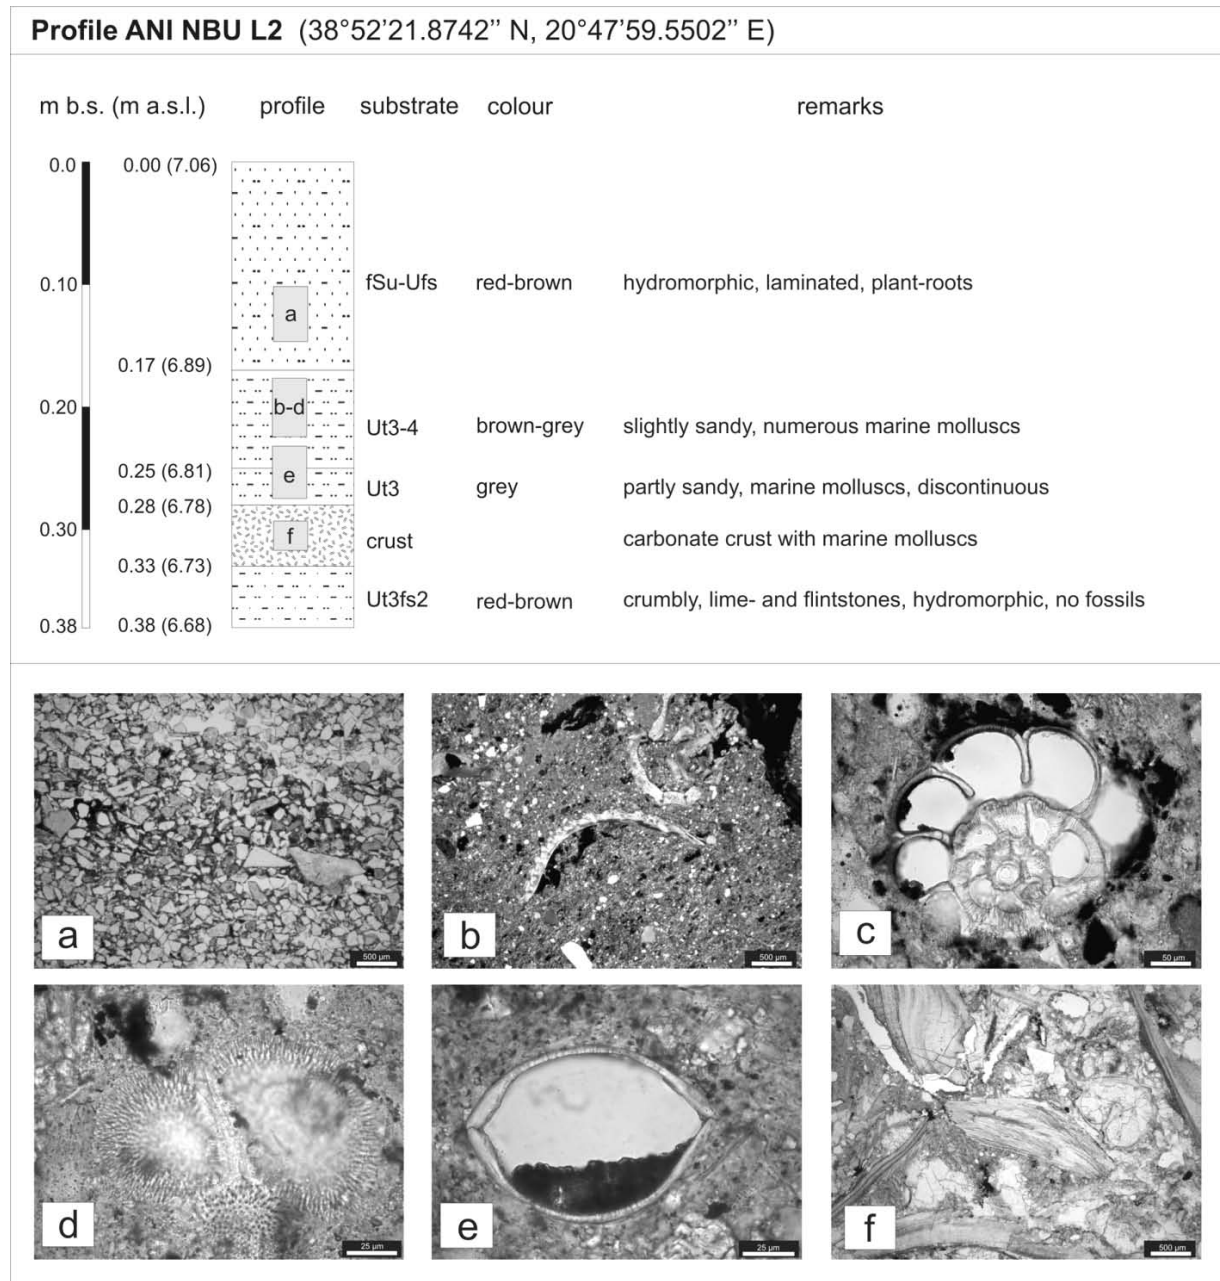 Profile ANI NBU L2 (38°52’21.8742’’ N, 20°47’59.5502’’ E)
m b.s. (m a.s.l.) profile substrate colour remarks
0.0 0.00 (7.06)
0.10 fSu-Ufs red-brown hydromorphic, laminated, plant-roots
a
0.17 (6.89)
0.20 b-d
Ut3-4 brown-grey slightly sandy, numerous marine molluscs
0.25 (6.81)
e
Ut3 grey partly sandy, marine molluscs, discontinuous
0.28 (6.78)
0.30 f
crust carbonate crust with marine molluscs
0.33 (6.73)
Ut3fs2 red-brown crumbly, lime- and flintstones, hydromorphic, no fossils
0.38 0.38 (6.68)
a 500 µm
b 500 µm
c 50 µm
d 25 µm
e 25 µm
f 500 µm